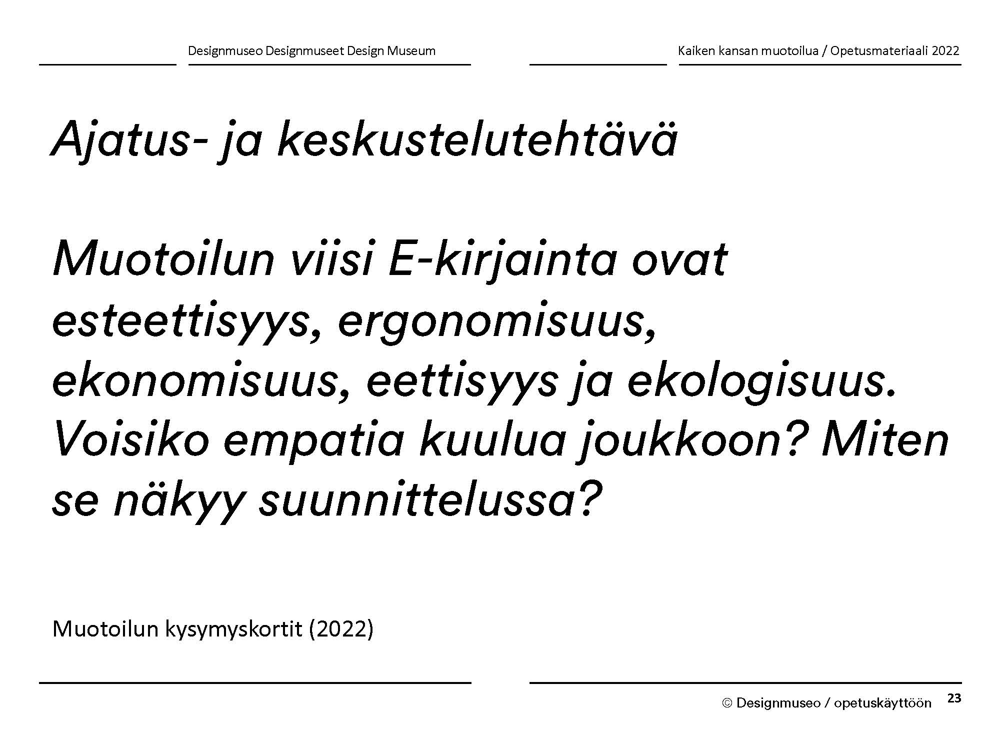 Designmuseo Designmuseet Design Museum
Kaiken kansan muotoilua / Opetusmateriaali 2022
Ajatus- ja keskustelutehtävä
Muotoilun viisi E-kirjainta ovat
esteettisyys, ergonomisuus,
ekonomisuus, eettisyys ja ekologisuus.
Voisiko empatia kuulua joukkoon? Miten
se näkyy suunnittelussa?
Muotoilun kysymyskortit (2022)
© Designmuseo / opetuskäyttöön
23